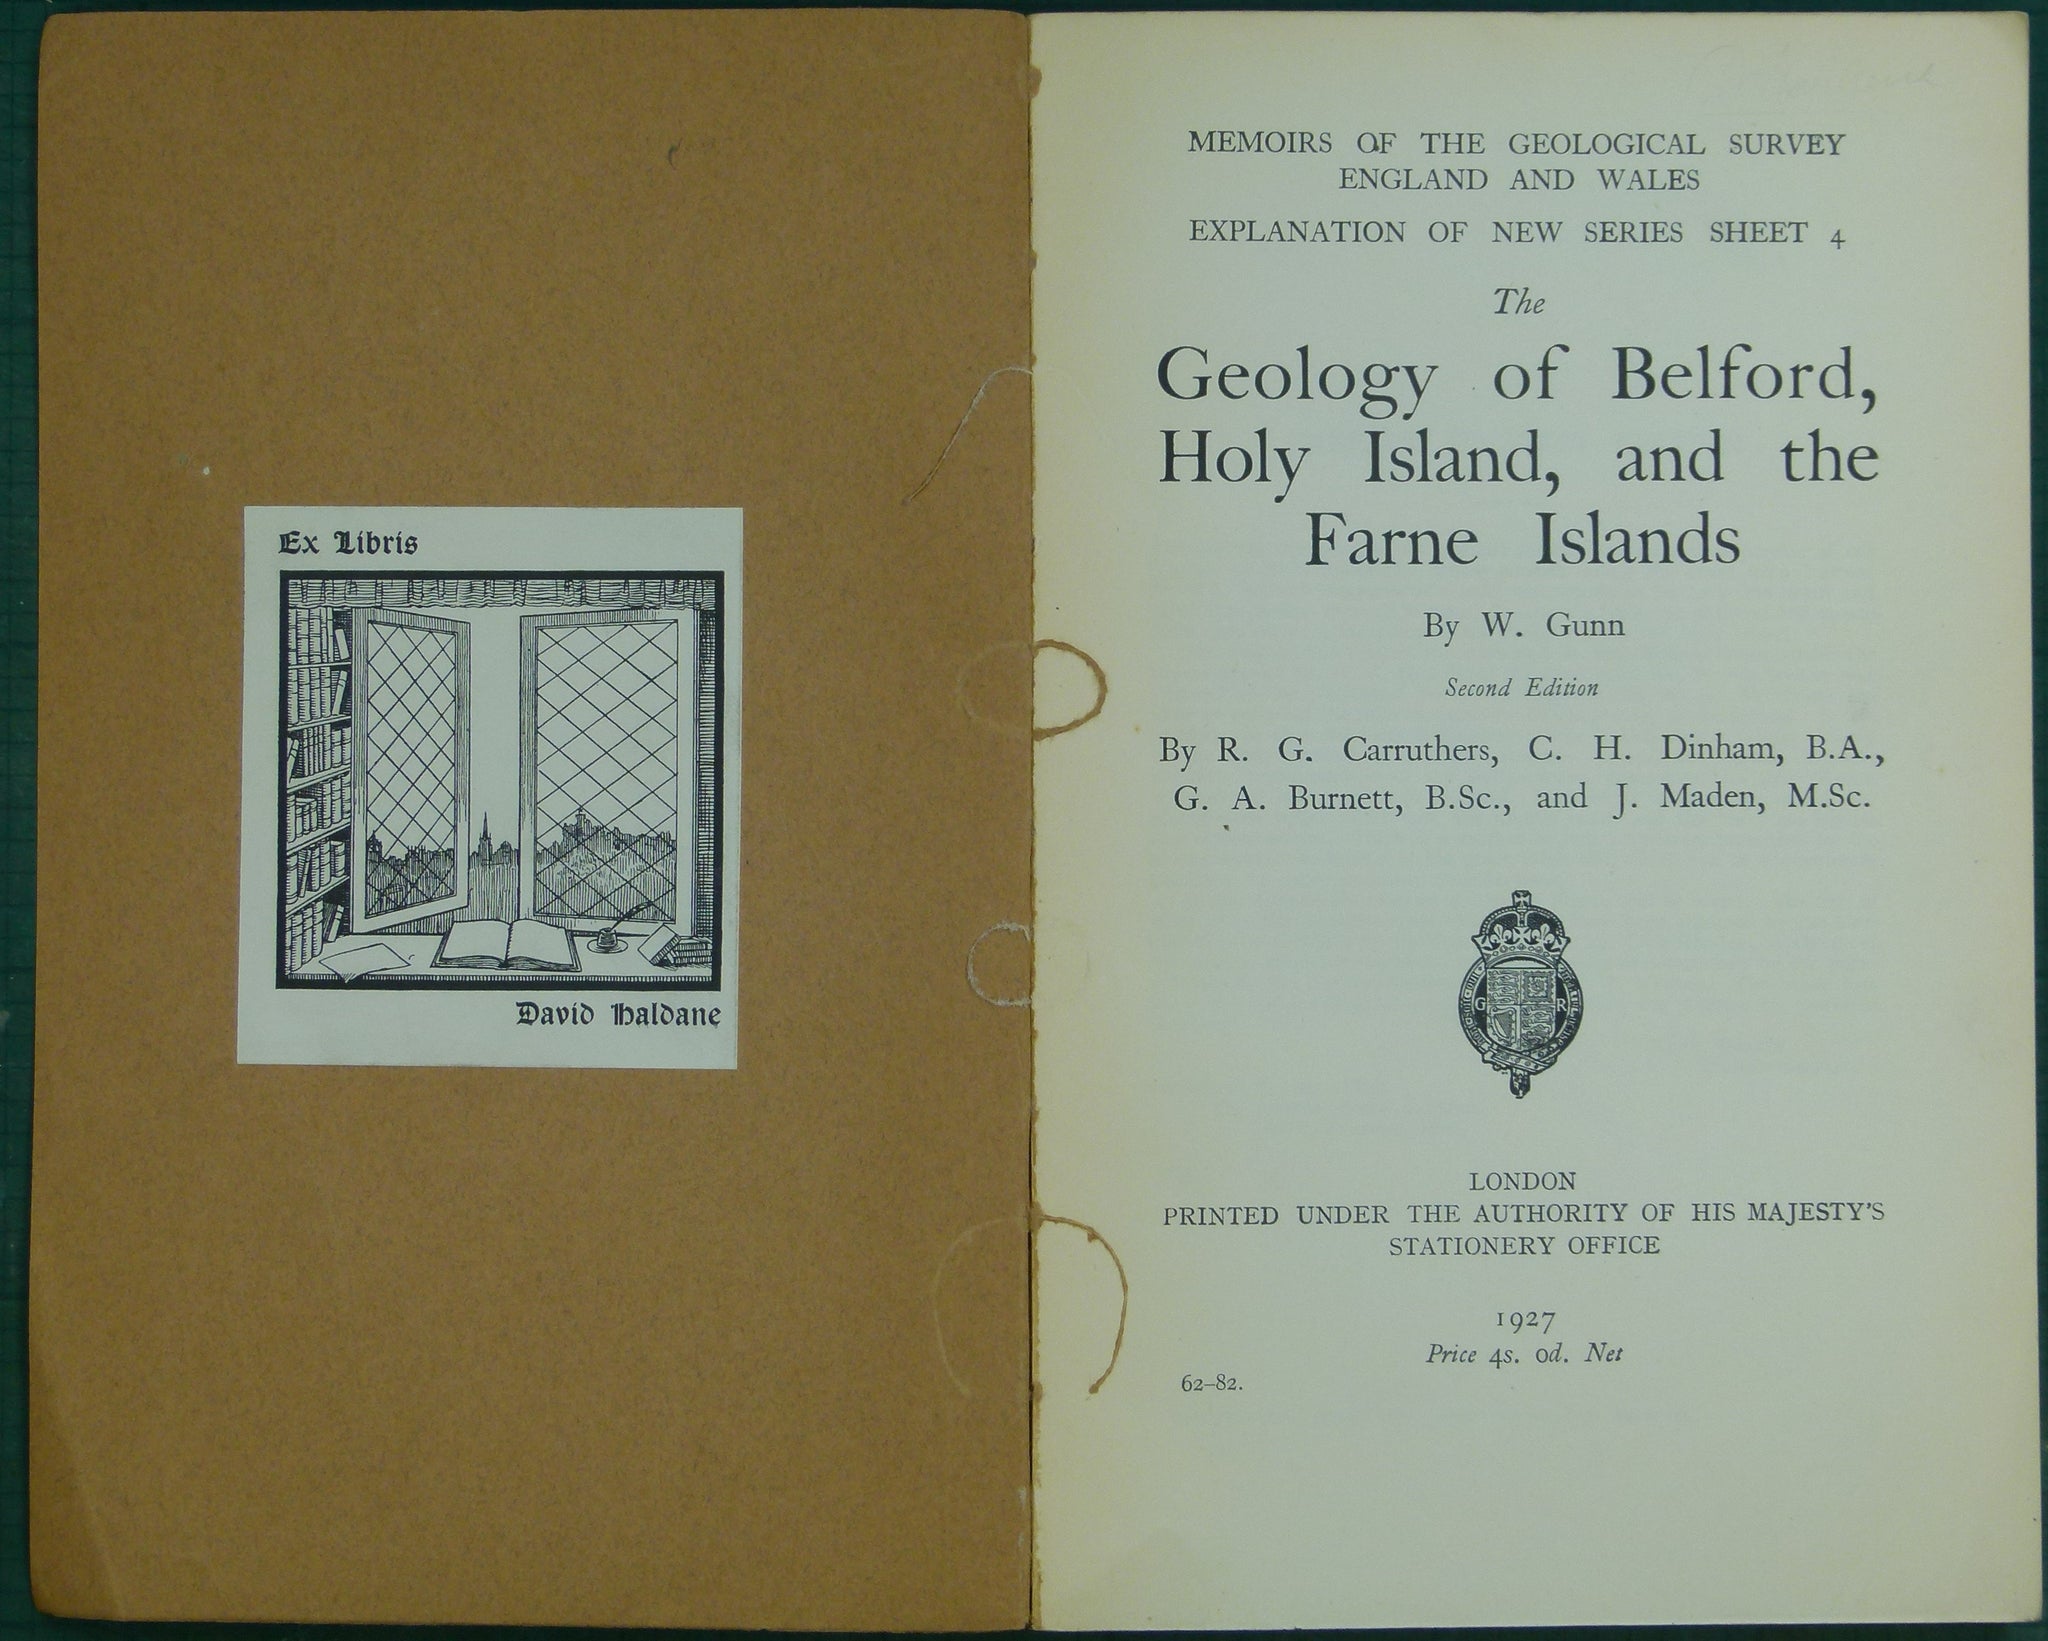 Ex Libris
David Haldane
MEMOIRS OF THE GEOLOGICAL SURVEY
ENGLAND AND WALES
EXPLANATION OF NEW SERIES SHEET 4
The
Geology of Belford,
Holy Island, and the
Farne Islands
By W. Gunn
Second Edition
By R. G. Carruthers, C. H. Dinham, B.A.,
G. A. Burnett, B.Sc., and J. Maden, M.Sc.
G R
LONDON
PRINTED UNDER THE AUTHORITY OF HIS MAJESTY'S
STATIONERY OFFICE
1927
Price 4s. 0d. Net
62–82.